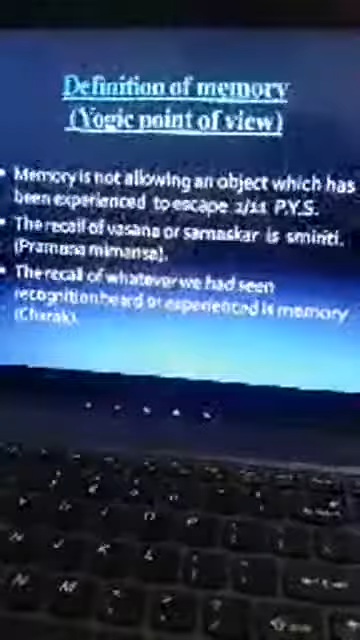 Definition of memory
(Yogic point of view)
• Memory is not allowing an object which has
been experienced to escape 1/11 P.Y.S.
• The recall of vasana or samaskar is smiriti.
(Pramana mimansa).
• The recall of whatever we had seen
recognition heard or experienced is memory
(Charak).